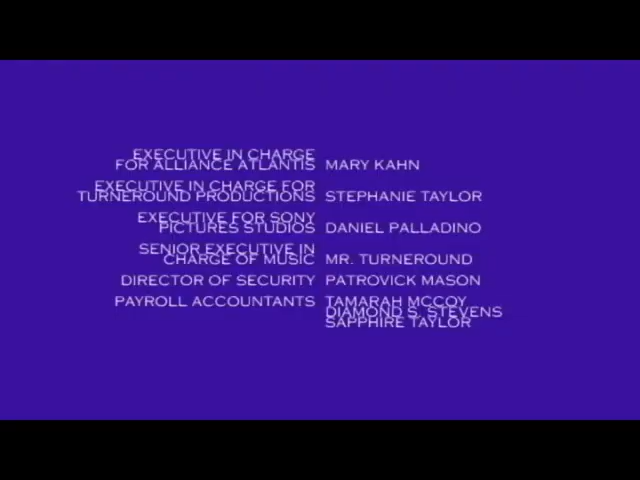 EXECUTIVE IN CHARGE
FOR ALLIANCE ATLANTIS MARY KAHN
EXECUTIVE IN CHARGE FOR
TURNEROUND PRODUCTIONS STEPHANIE TAYLOR
EXECUTIVE FOR SONY
PICTURES STUDIOS DANIEL PALLADINO
SENIOR EXECUTIVE IN
CHARGE OF MUSIC MR. TURNEROUND
DIRECTOR OF SECURITY PATROVICK MASON
PAYROLL ACCOUNTANTS TAMARAH MCCOY
DIAMOND S. STEVENS
SAPPHIRE TAYLOR